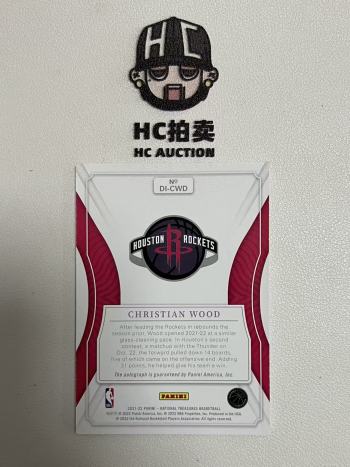 HC
HC拍卖
HC AUCTION
Nº
DI-CWD
HOUSTON ROCKETS
CHRISTIAN WOOD
After leading the Rockets in rebounds the
season prior, Wood opened 2021-22 at a similar
glass-cleaning pace. In Houston's second
contest, a matchup with the Thunder on
Oct. 22, the forward pulled down 14 boards,
five of which came on the offensive end. Adding
31 points, he helped give his team a win.
The autograph is guaranteed by Panini America, Inc.
PANINI
2021-22 PANINI - NATIONAL TREASURES BASKETBALL